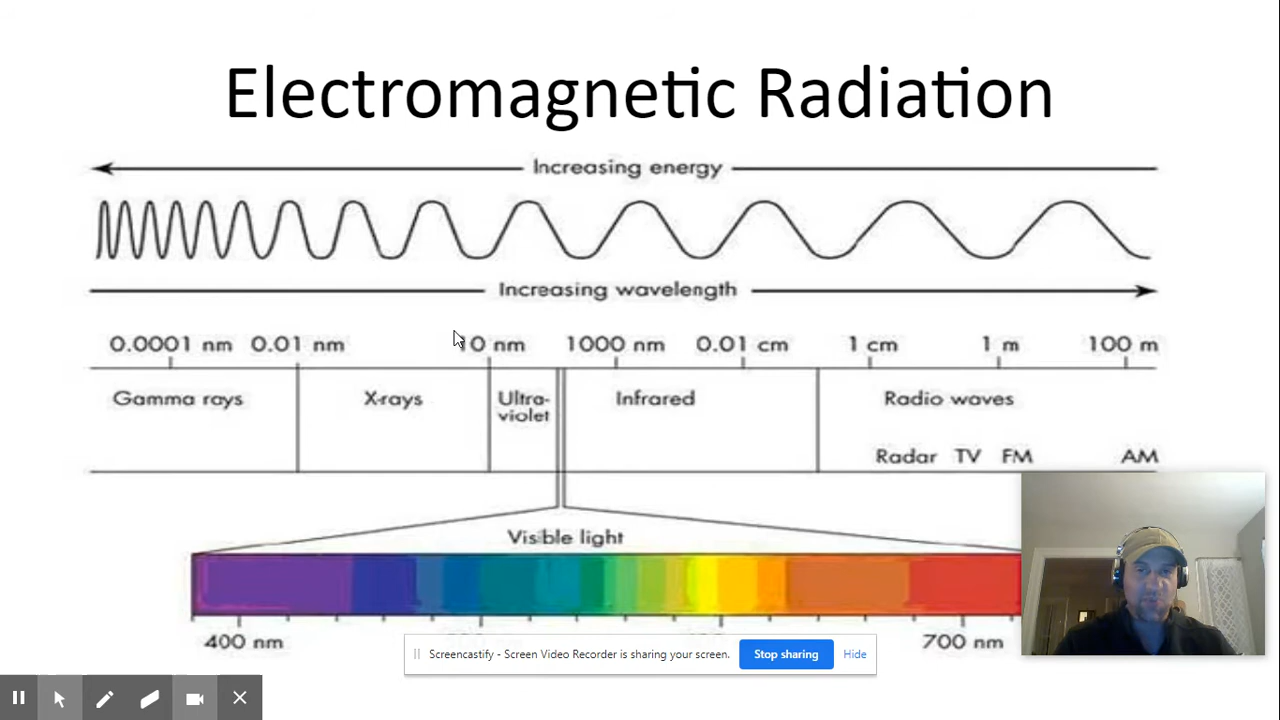 Electromagnetic Radiation
Increasing energy
Increasing wavelength
0.0001 nm 0.01 nm 10 nm 1000 nm 0.01 cm 1 cm 1 m 100 m
Gamma rays X-rays Ultra-violet Infrared Radio waves
Radar TV FM AM
Visible light
400 nm 700 nm
Screencastify - Screen Video Recorder is sharing your screen. Stop sharing Hide